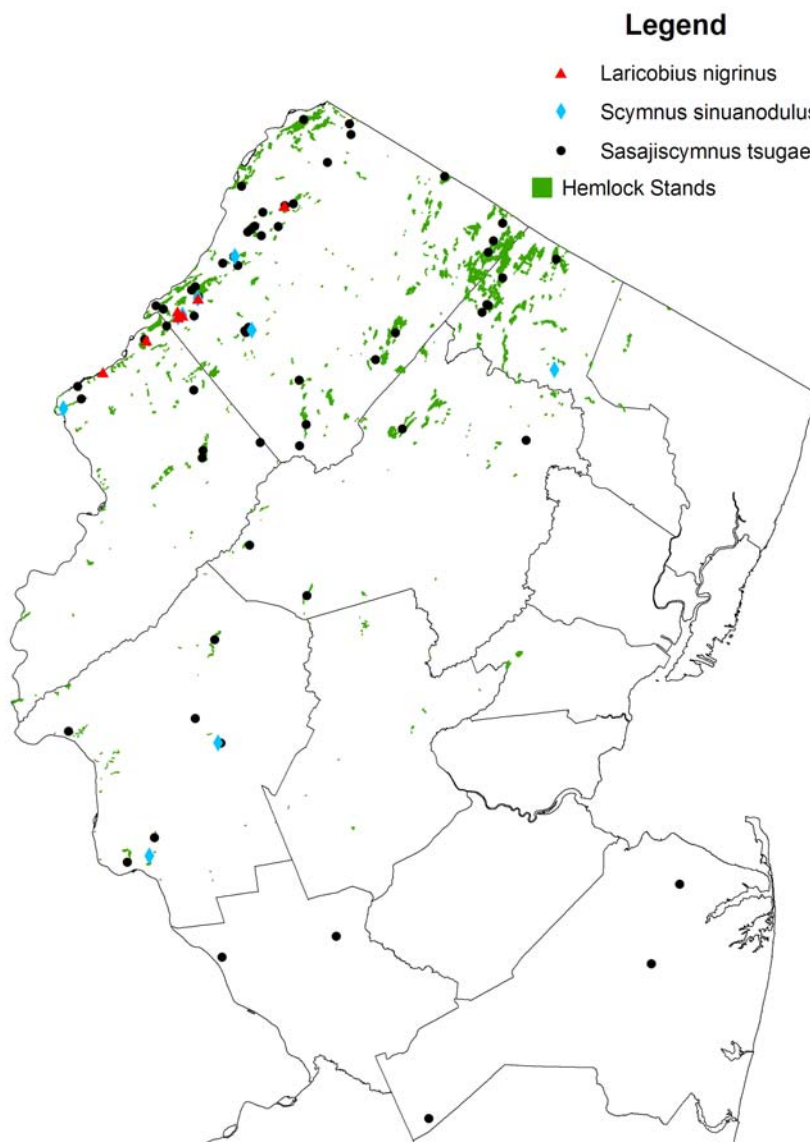 Legend
Laricobius nigrinus
Scymnus sinuanodulus
Sasajiscymnus tsugae
Hemlock Stands